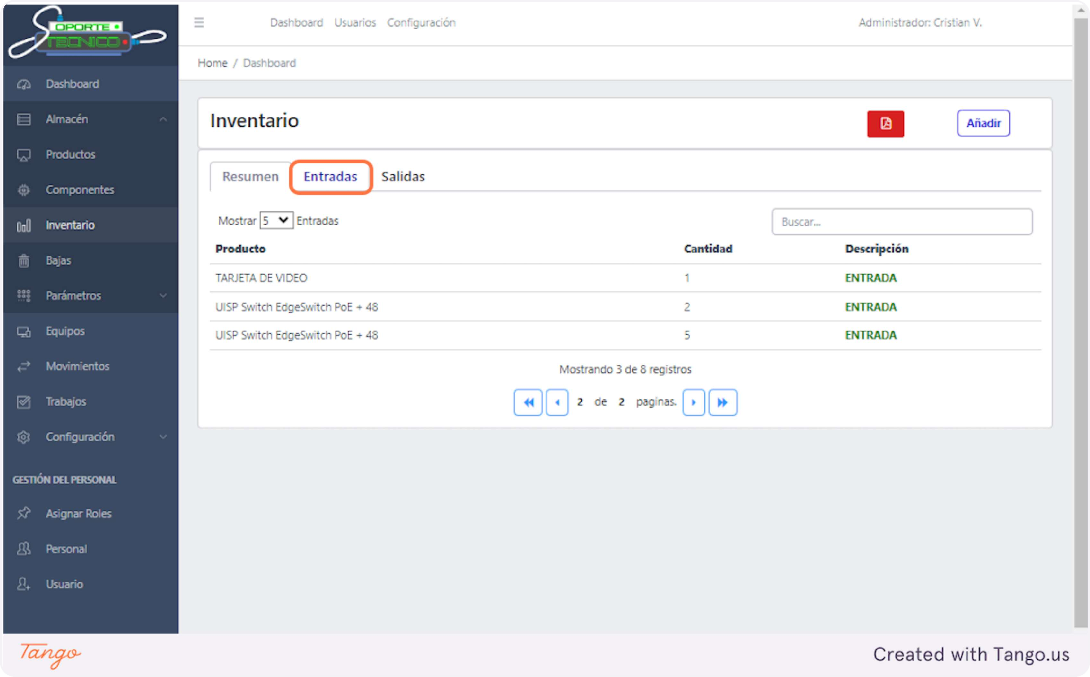 SOPORTE
TECNICO
Dashboard Usuarios Configuración Administrador: Cristian V.
Home / Dashboard
Dashboard
Almacén
Productos
Componentes
Inventario
Bajas
Parámetros
Equipos
Movimientos
Trabajos
Configuración
GESTIÓN DEL PERSONAL
Asignar Roles
Personal
Usuario
Inventario Añadir
Resumen Entradas Salidas
Mostrar 5 Entradas Buscar...
Producto Cantidad Descripción
TARJETA DE VIDEO 1 ENTRADA
UISP Switch EdgeSwitch PoE + 48 2 ENTRADA
UISP Switch EdgeSwitch PoE + 48 5 ENTRADA
Mostrando 3 de 8 registros
2 de 2 paginas.
Tango Created with Tango.us